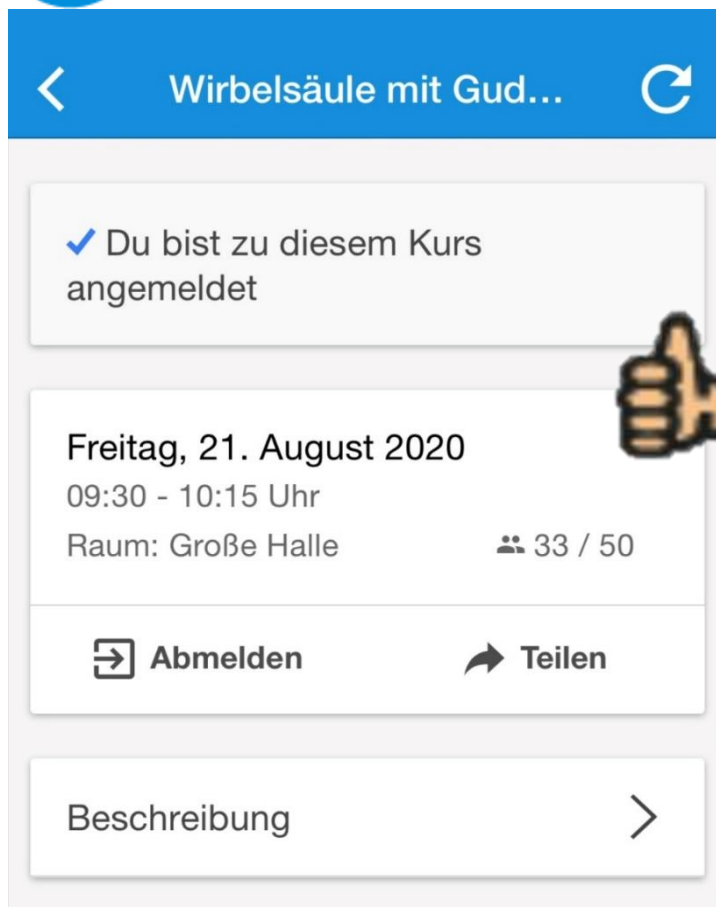 Wirbelsäule mit Gud...
Du bist zu diesem Kurs
angemeldet
Freitag, 21. August 2020
09:30 - 10:15 Uhr
Raum: Große Halle 33 / 50
Abmelden Teilen
Beschreibung